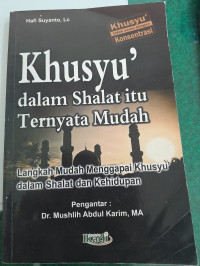 Hafi Suyanto, Lc
Khusyu'
Konsentrasi
Khusyu'
dalam Shalat itu
Ternyata Mudah
Langkah Mudah Menggapai Khusyu'
dalam Shalat dan Kehidupan
Pengantar :
Dr. Mushlih Abdul Karim, MA